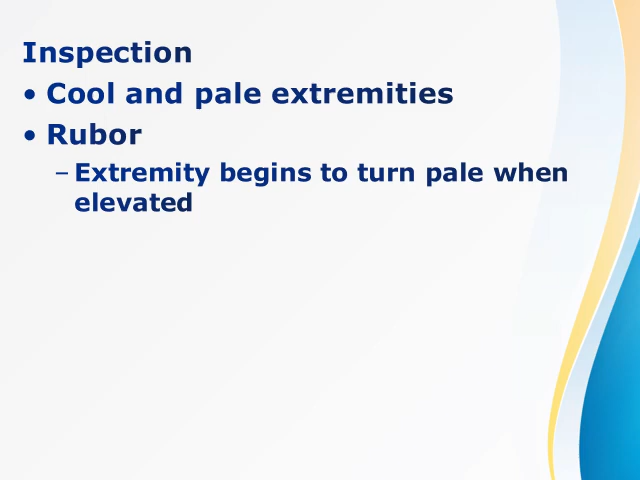 Inspection
• Cool and pale extremities
• Rubor
– Extremity begins to turn pale when
elevated